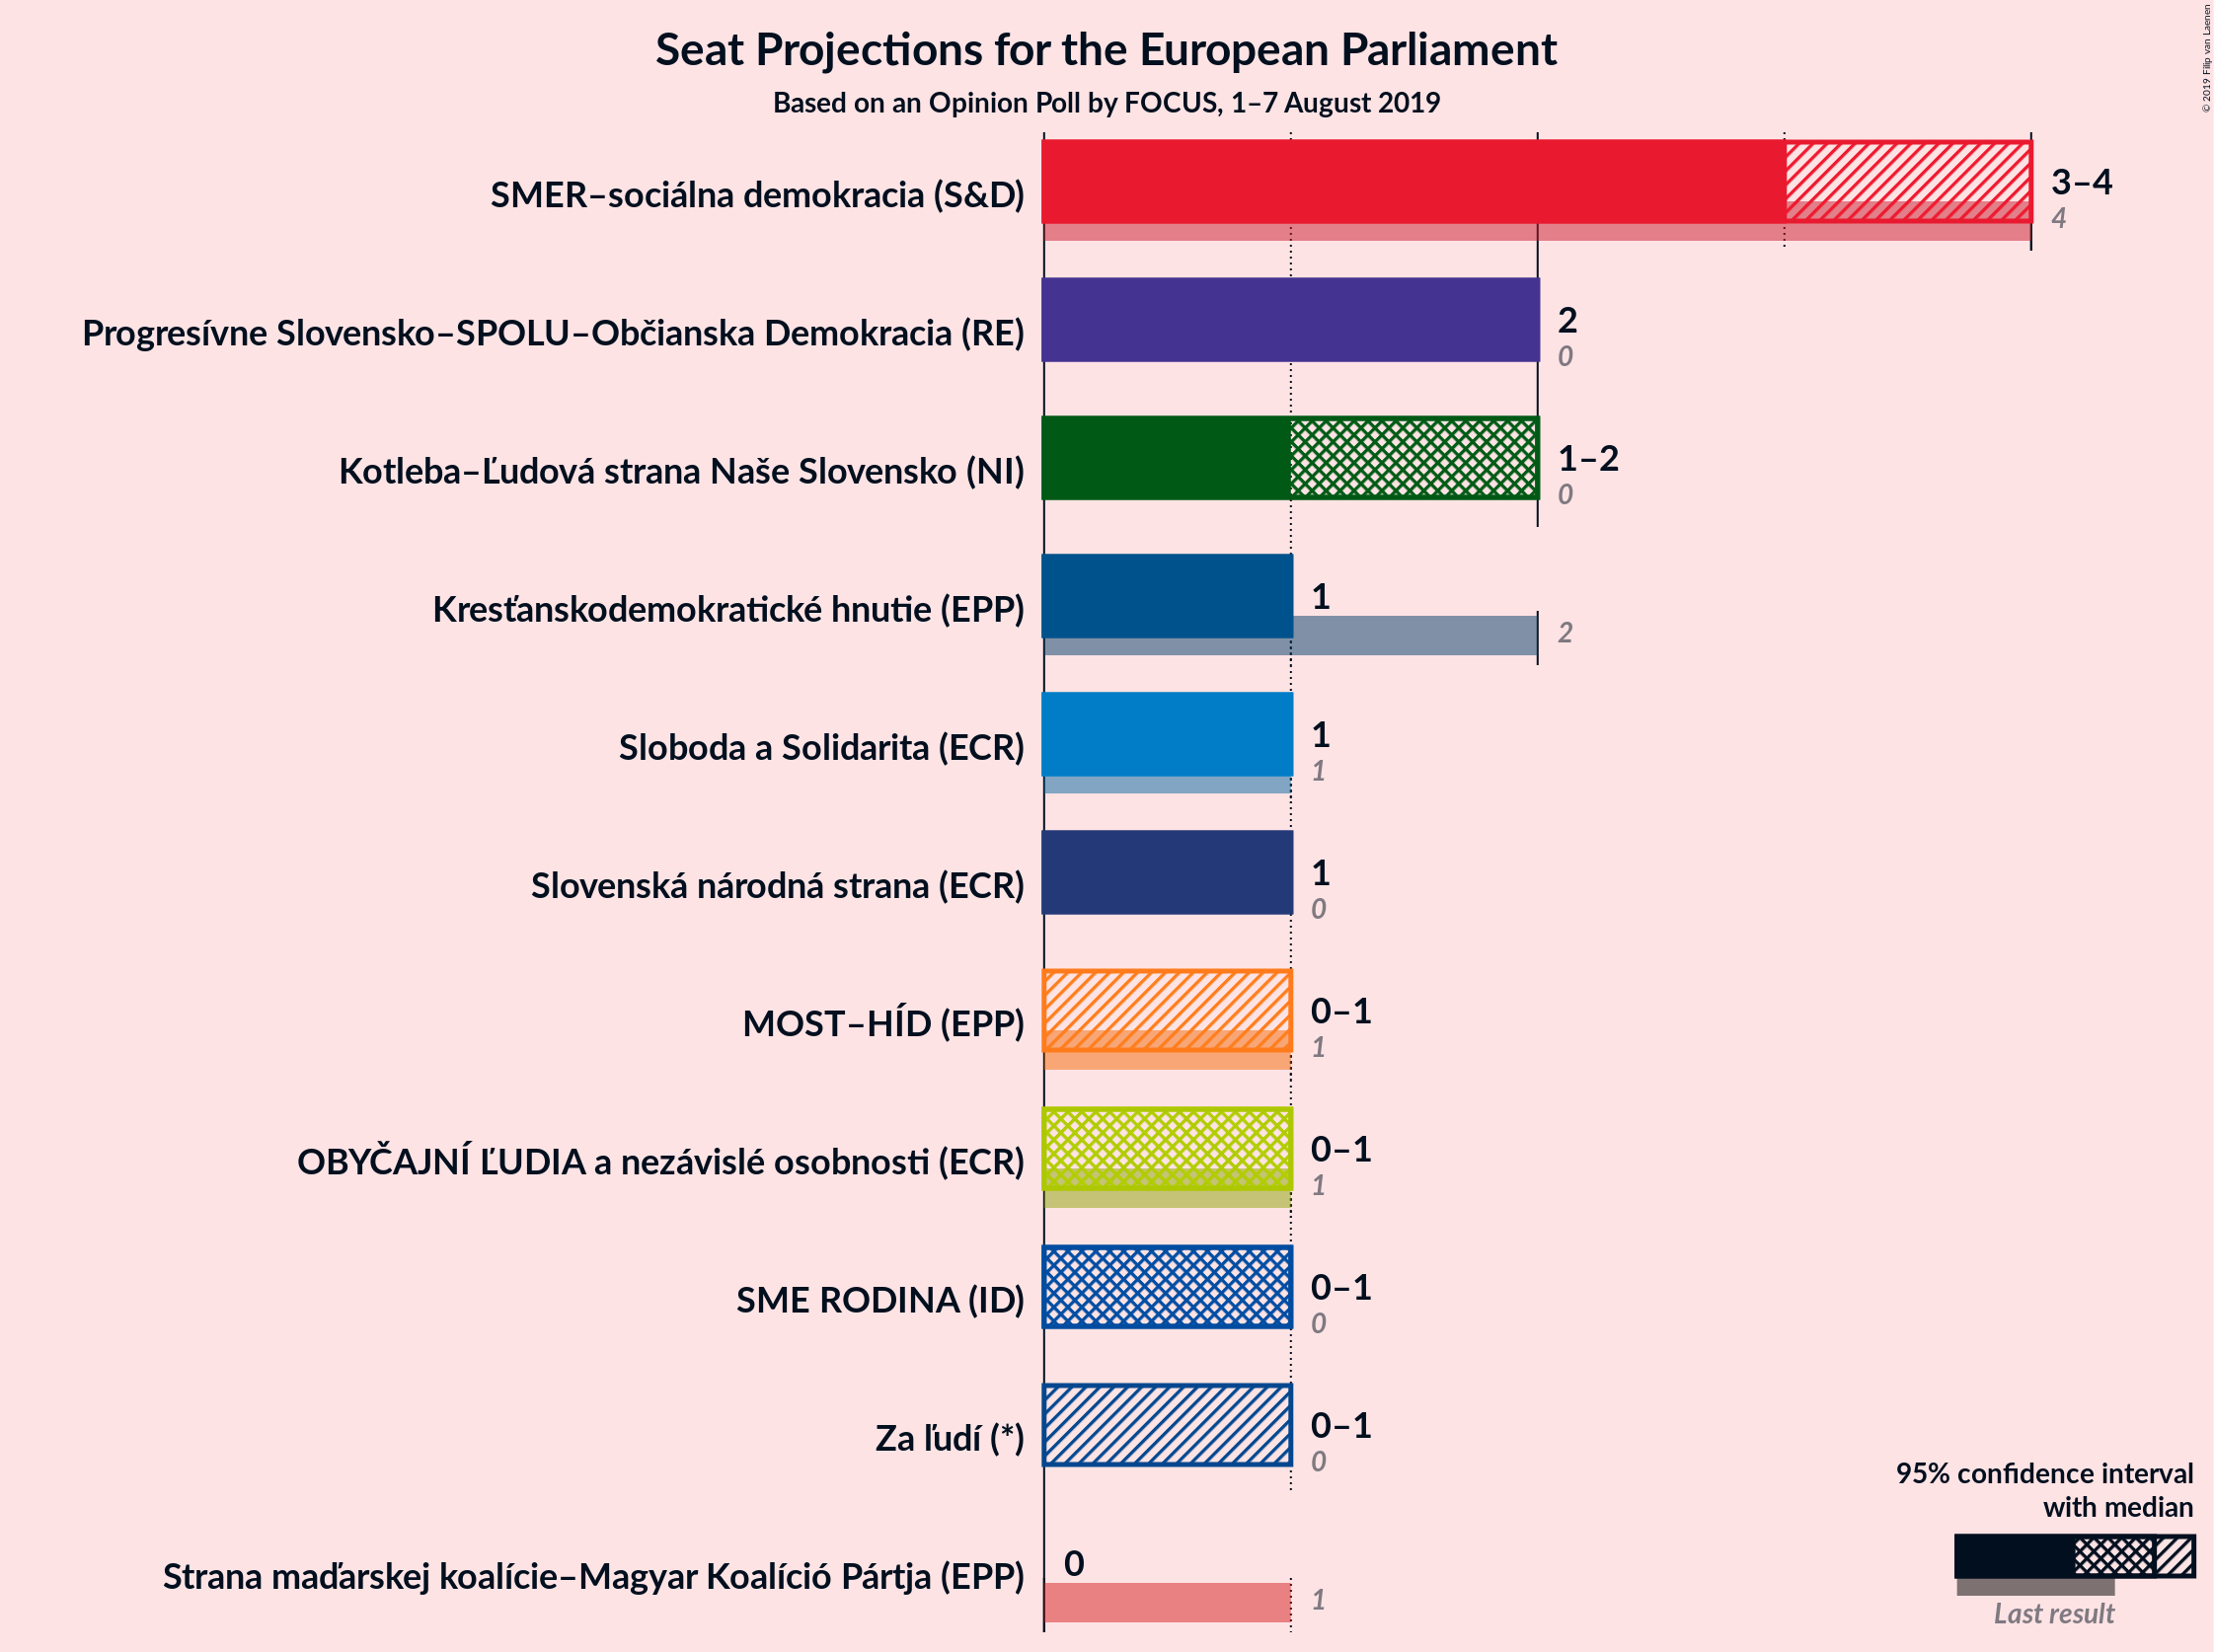 Seat Projections for the European Parliament
Based on an Opinion Poll by FOCUS, 1–7 August 2019
© 2019 Filip van Laenen
SMER–sociálna demokracia (S&D)
3–4
4
Progresívne Slovensko–SPOLU–Občianska Demokracia (RE)
2
0
Kotleba–Ľudová strana Naše Slovensko (NI)
1–2
0
Kresťanskodemokratické hnutie (EPP)
1
2
Sloboda a Solidarita (ECR)
1
1
Slovenská národná strana (ECR)
1
0
MOST–HÍD (EPP)
0–1
1
OBYČAJNÍ ĽUDIA a nezávislé osobnosti (ECR)
0–1
1
SME RODINA (ID)
0–1
0
Za ľudí (*)
0–1
0
Strana maďarskej koalície–Magyar Koalíció Pártja (EPP)
0
1
95% confidence interval
with median
Last result